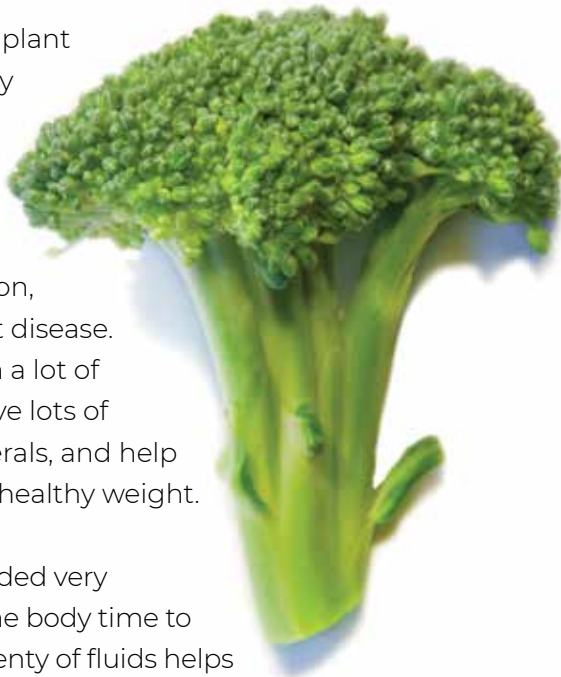 plant
y
on,
t disease.
a lot of
ve lots of
erals, and help
healthy weight.
ded very
he body time to
enty of fluids helps